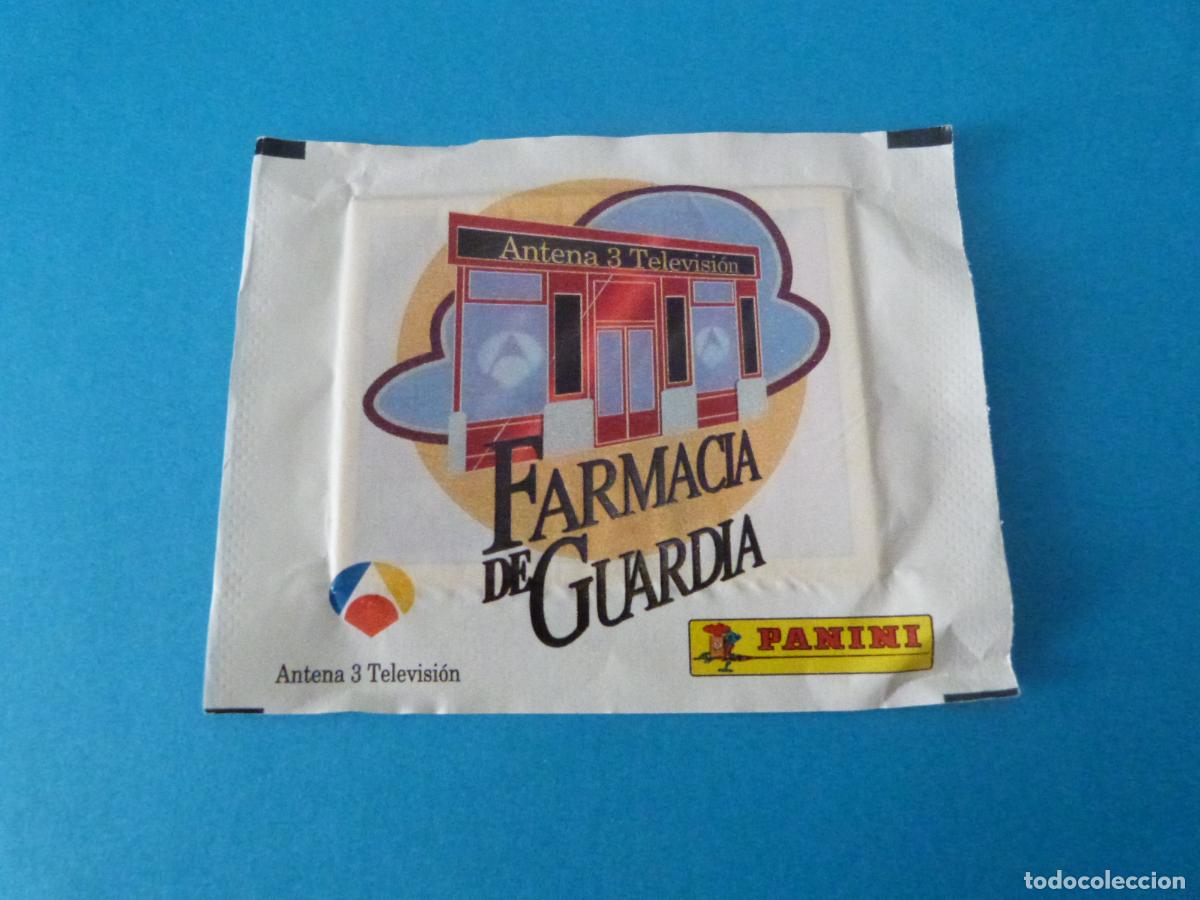 Antena 3 Televisión
FARMACIA
DE GUARDIA
PANINI
Antena 3 Televisión
todocoleccion